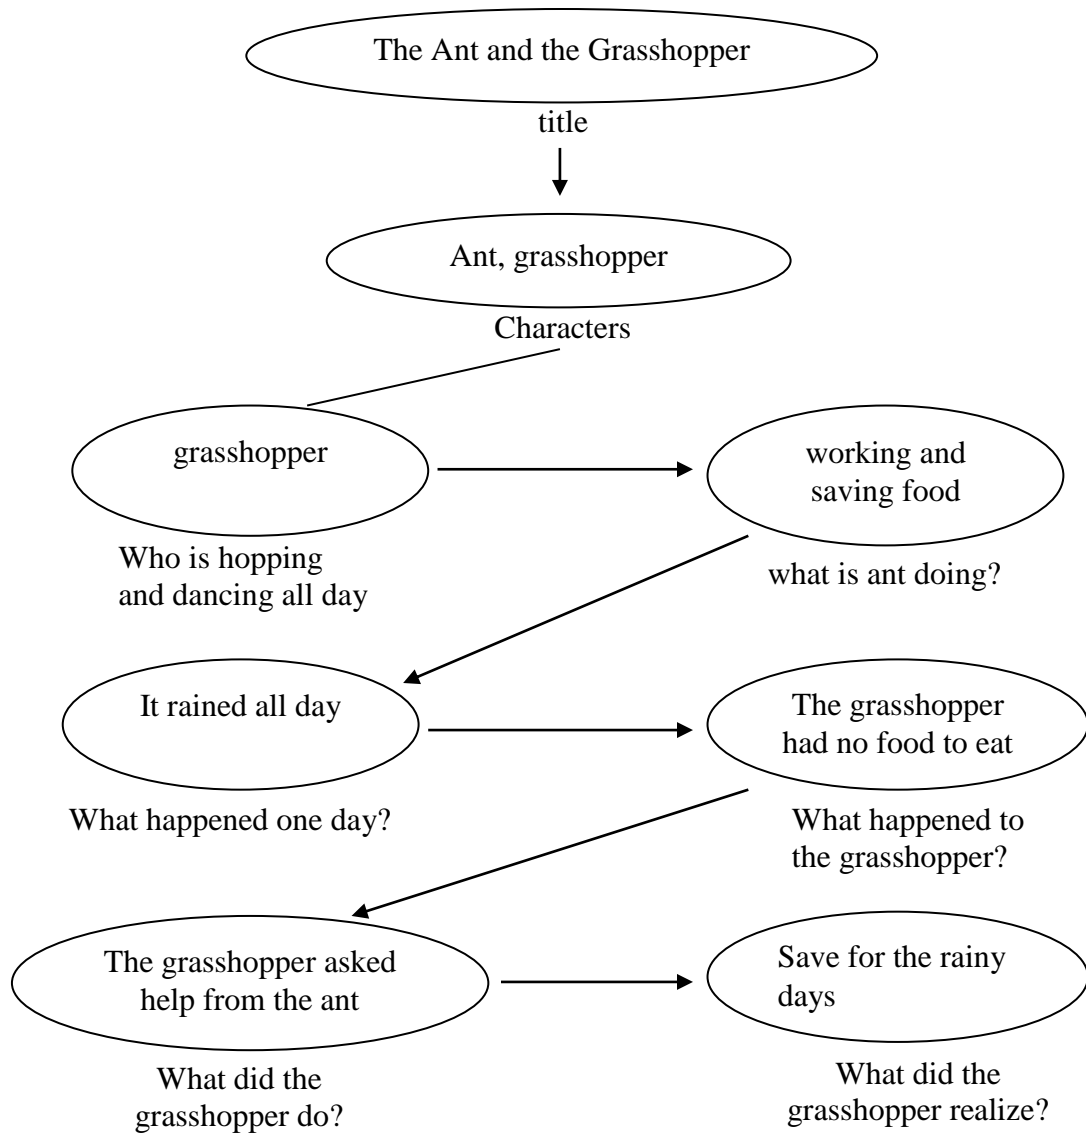 The Ant and the Grasshopper
title
Ant, grasshopper
Characters
grasshopper
Who is hopping
and dancing all day
working and
saving food
what is ant doing?
It rained all day
What happened one day?
The grasshopper
had no food to eat
What happened to
the grasshopper?
The grasshopper asked
help from the ant
What did the
grasshopper do?
Save for the rainy
days
What did the
grasshopper realize?